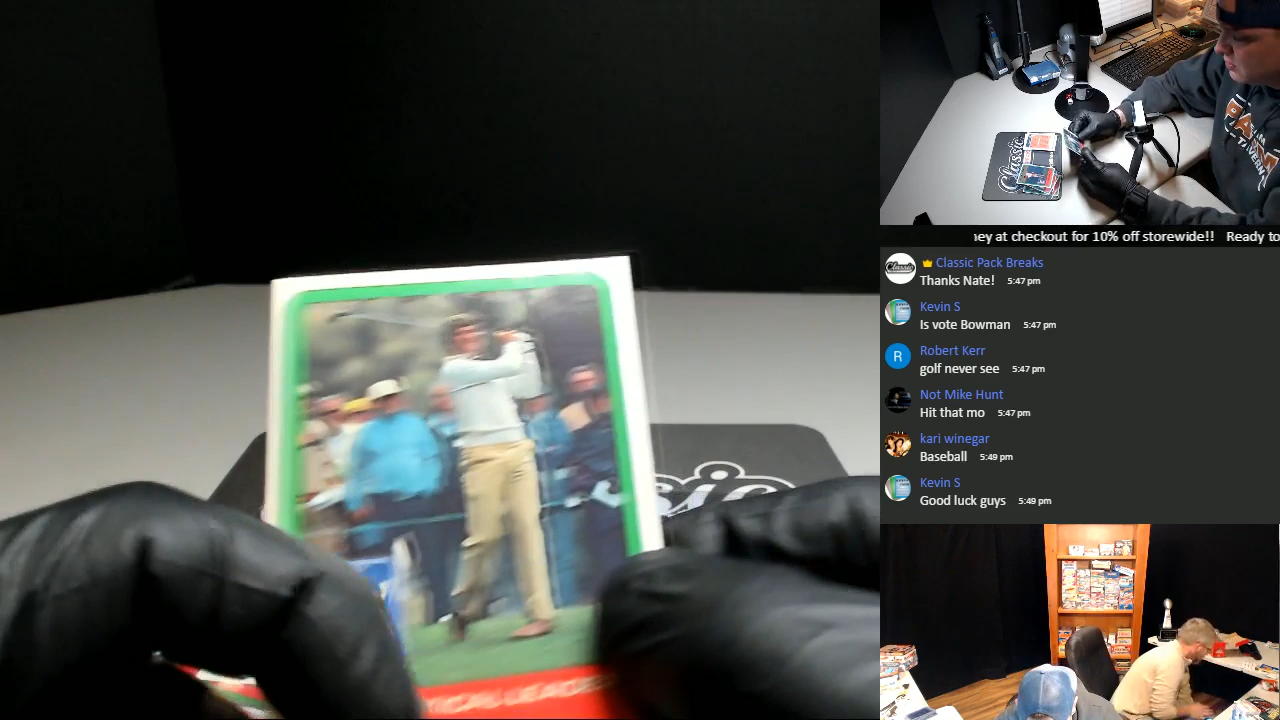 ney at checkout for 10% off storewide!! Ready to
Classic Pack Breaks
Thanks Nate! 5:47 pm
Kevin S
Is vote Bowman 5:47 pm
R
Robert Kerr
golf never see 5:47 pm
Not Mike Hunt
Hit that mo 5:47 pm
kari winegar
Baseball 5:49 pm
Kevin S
Good luck guys 5:49 pm
Classic